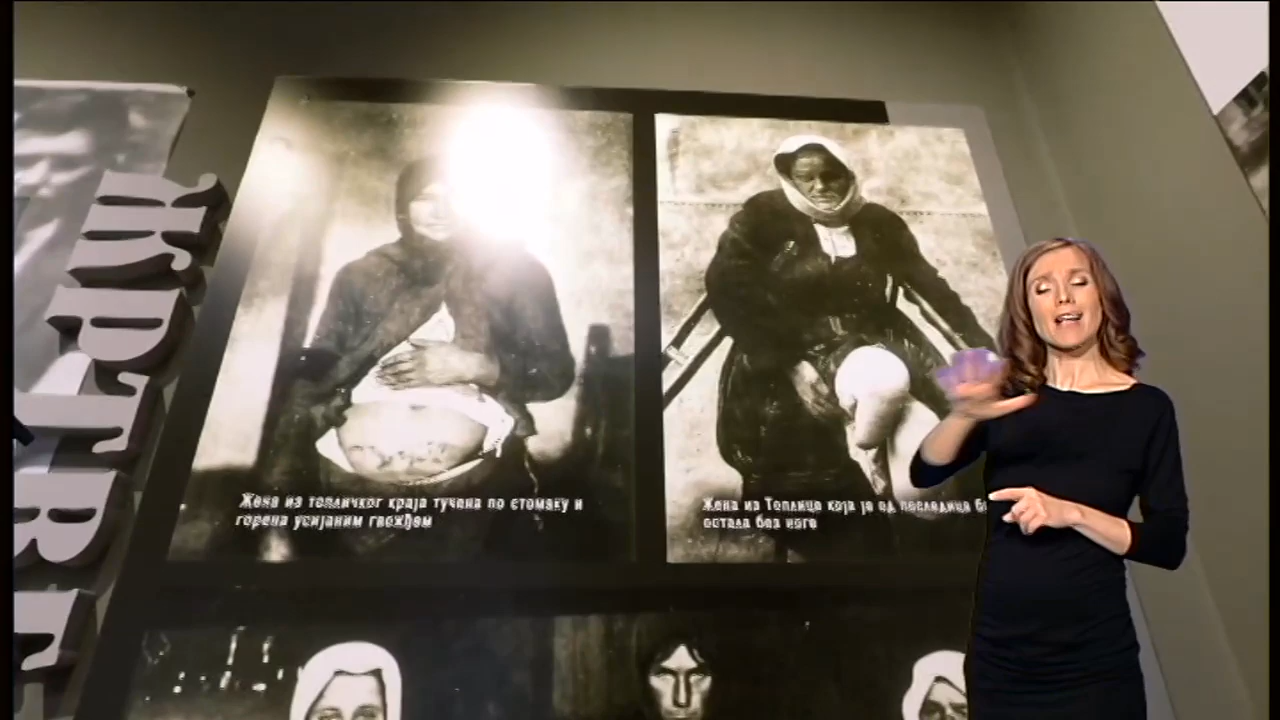 ЖРТВЕ
Жена из топличког краја тучена по стомаку и
горена усијаним гвожђем
Жена из Топлице која је од последица
остала без ноге